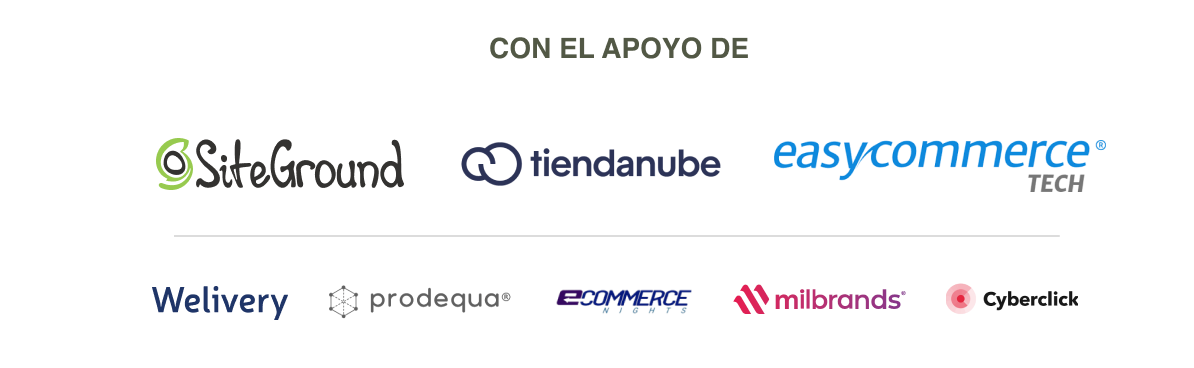 CON EL APOYO DE
SiteGround
tiendanube
easycommerce®
TECH
Welivery
prodequa®
eCOMMERCE
NIGHTS
milbrands®
Cyberclick